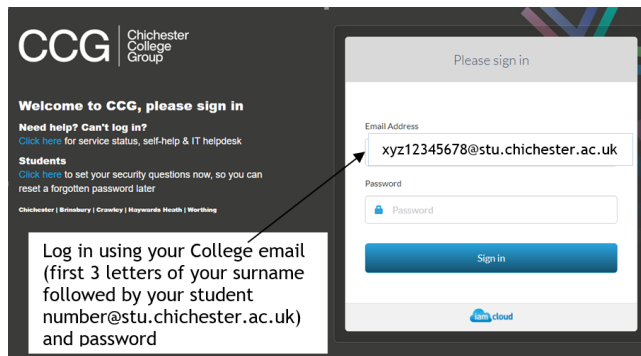 CCG
Chichester
College
Group
Welcome to CCG, please sign in
Need help? Can't log in?
Click here for service status, self-help & IT helpdesk
Students
Click here to set your security questions now, so you can
reset a forgotten password later
Chichester | Brinsbury | Crawley | Haywards Heath | Worthing
Log in using your College email
(first 3 letters of your surname
followed by your student
number@stu.chichester.ac.uk)
and password
Please sign in
Email Address
xyz12345678@stu.chichester.ac.uk
Password
Password
Sign in
iam cloud